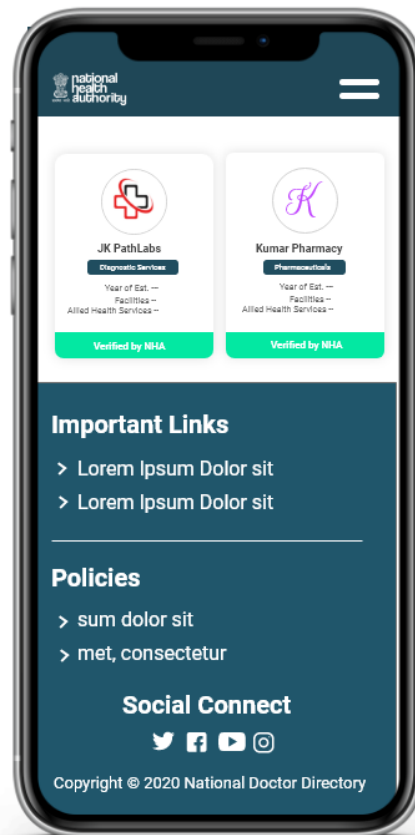 national
health
authority
K
JK PathLabs
Diagnostic Services
Year of Est. ---
Facilities --
Allied Health Services --
Verified by NHA
Kumar Pharmacy
Pharmaceuticals
Year of Est. ---
Facilities --
Allied Health Services --
Verified by NHA
Important Links
Lorem Ipsum Dolor sit
Lorem Ipsum Dolor sit
Policies
sum dolor sit
met, consectetur
Social Connect
Copyright © 2020 National Doctor Directory